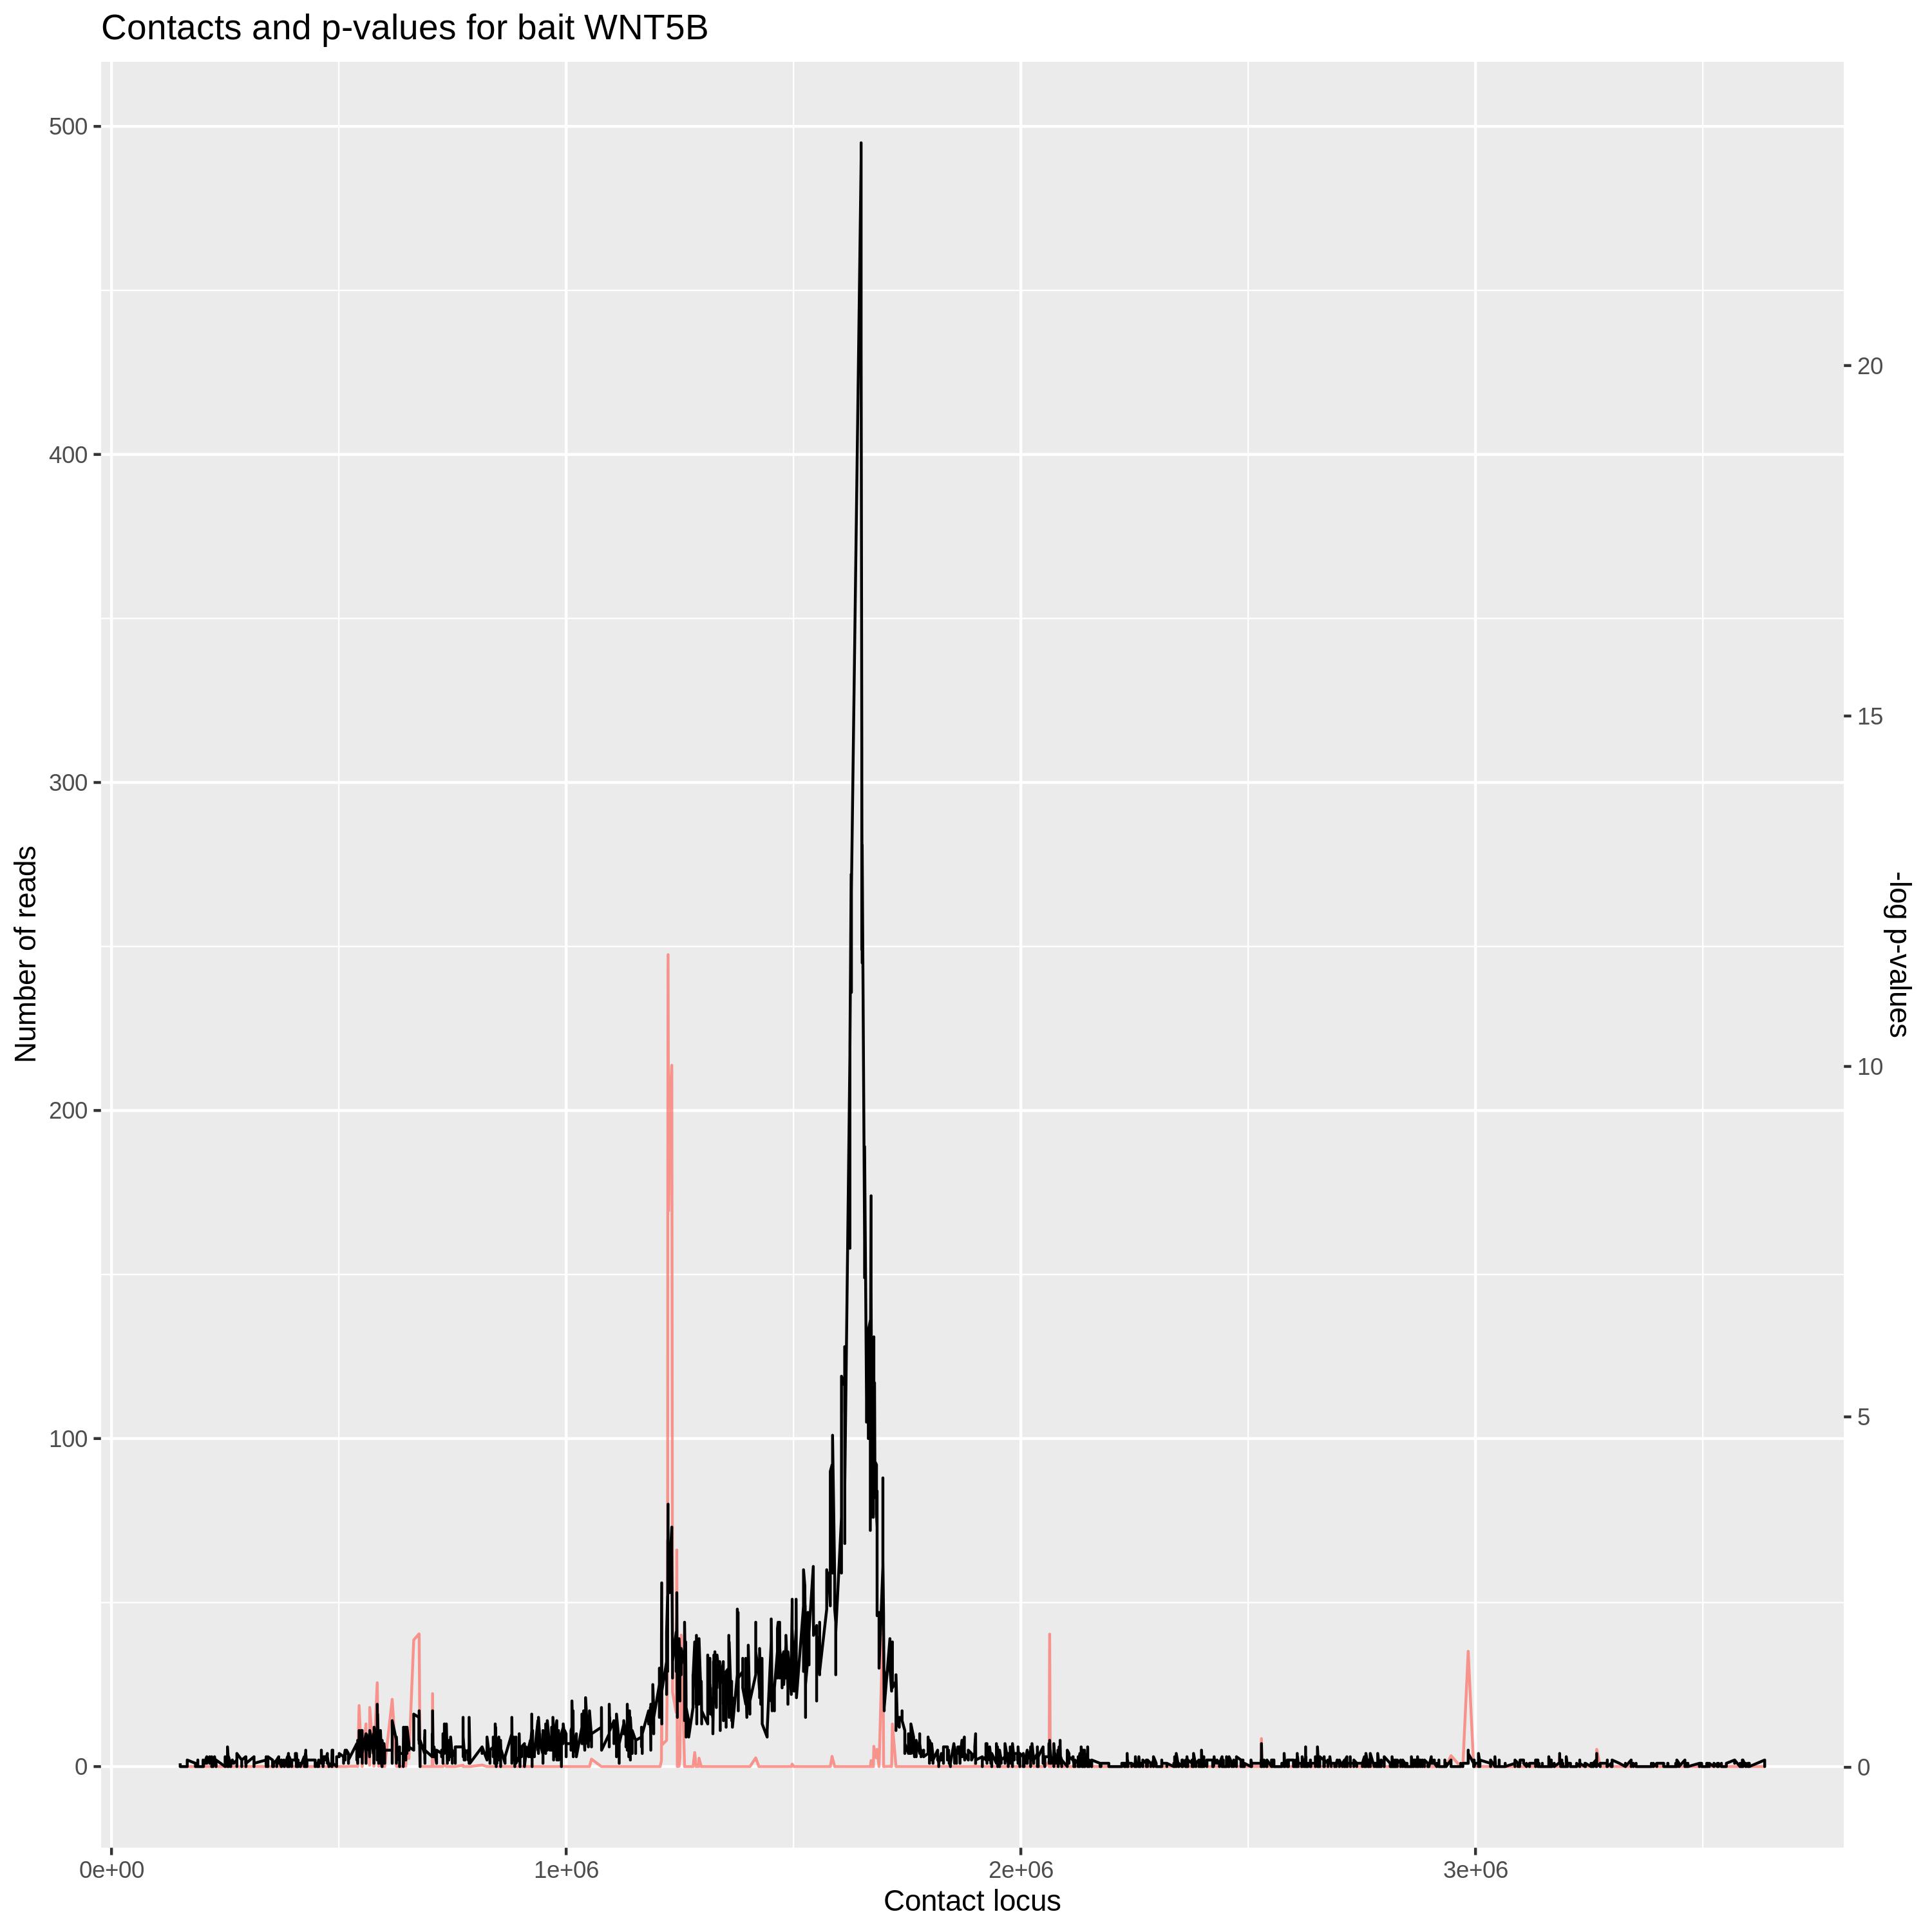 Contacts and p-values for bait WNT5B
500
400
300
200
100
0
Number of reads
20
15
10
5
0
-log p-values
0e+00
1e+06
2e+06
3e+06
Contact locus